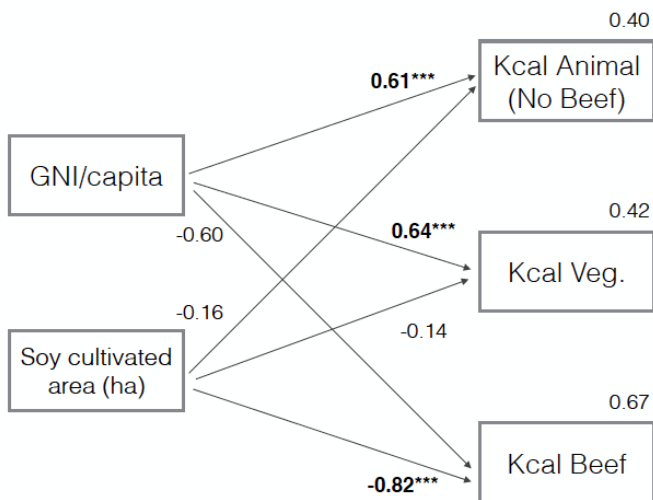 0.40
Kcal Animal
(No Beef)
0.61***
GNI/capita
0.42
0.64***
-0.60
Kcal Veg.
-0.16
-0.14
Soy cultivated
area (ha)
0.67
Kcal Beef
-0.82***